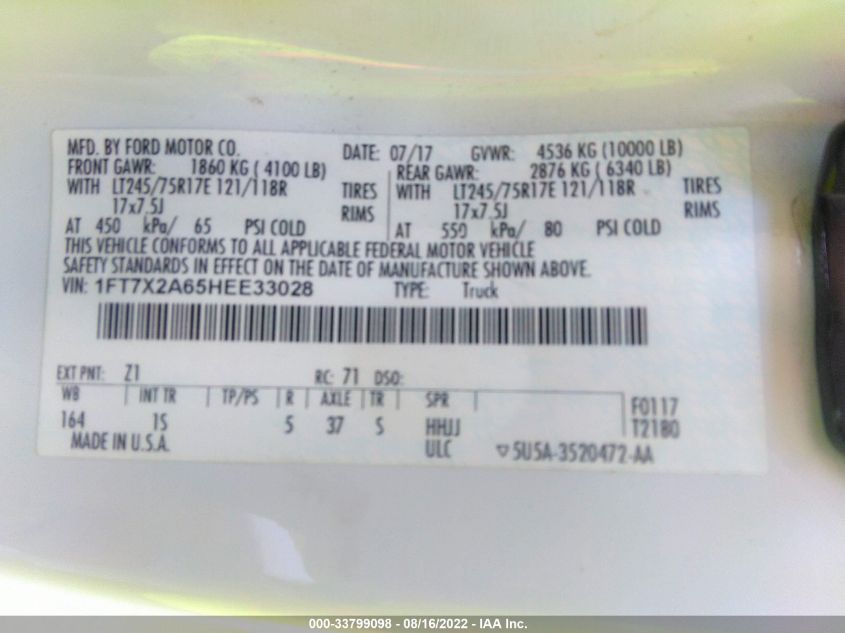 MFD. BY FORD MOTOR CO. DATE: 07/17 GVWR: 4536 KG (10000 LB)
FRONT GAWR: 1860 KG ( 4100 LB) REAR GAWR: 2876 KG ( 6340 LB)
WITH LT245/75R17E 121/118R TIRES WITH LT245/75R17E 121/118R TIRES
17x7.5J RIMS 17x7.5J RIMS
AT 450 kPa/ 65 PSI COLD AT 550 kPa/ 80 PSI COLD
THIS VEHICLE CONFORMS TO ALL APPLICABLE FEDERAL MOTOR VEHICLE
SAFETY STANDARDS IN EFFECT ON THE DATE OF MANUFACTURE SHOWN ABOVE.
VIN: 1FT7X2A65HEE33028 TYPE: Truck
EXT PNT: Z1 RC: 71 DSO:
WB INT TR TP/PS R AXLE TR SPR F0117
164 1S 5 37 S HHJJ T2180
MADE IN U.S.A. ULC ▽5U5A-3520472-AA
000-33799098 - 08/16/2022 - IAA Inc.